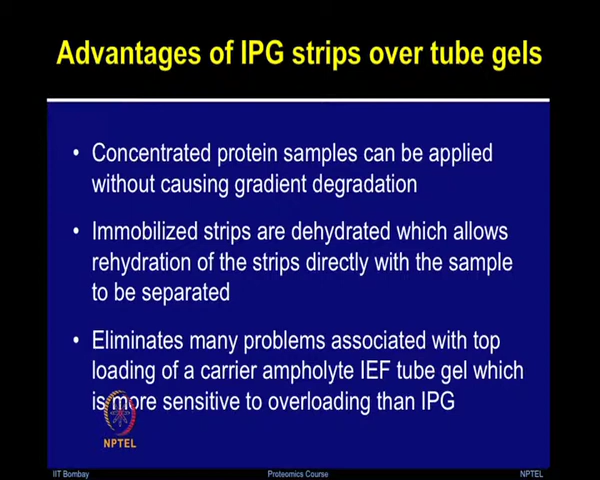 Advantages of IPG strips over tube gels
• Concentrated protein samples can be applied
without causing gradient degradation
• Immobilized strips are dehydrated which allows
rehydration of the strips directly with the sample
to be separated
• Eliminates many problems associated with top
loading of a carrier ampholyte IEF tube gel which
is more sensitive to overloading than IPG
NPTEL
IIT Bombay
Proteomics Course
NPTEL